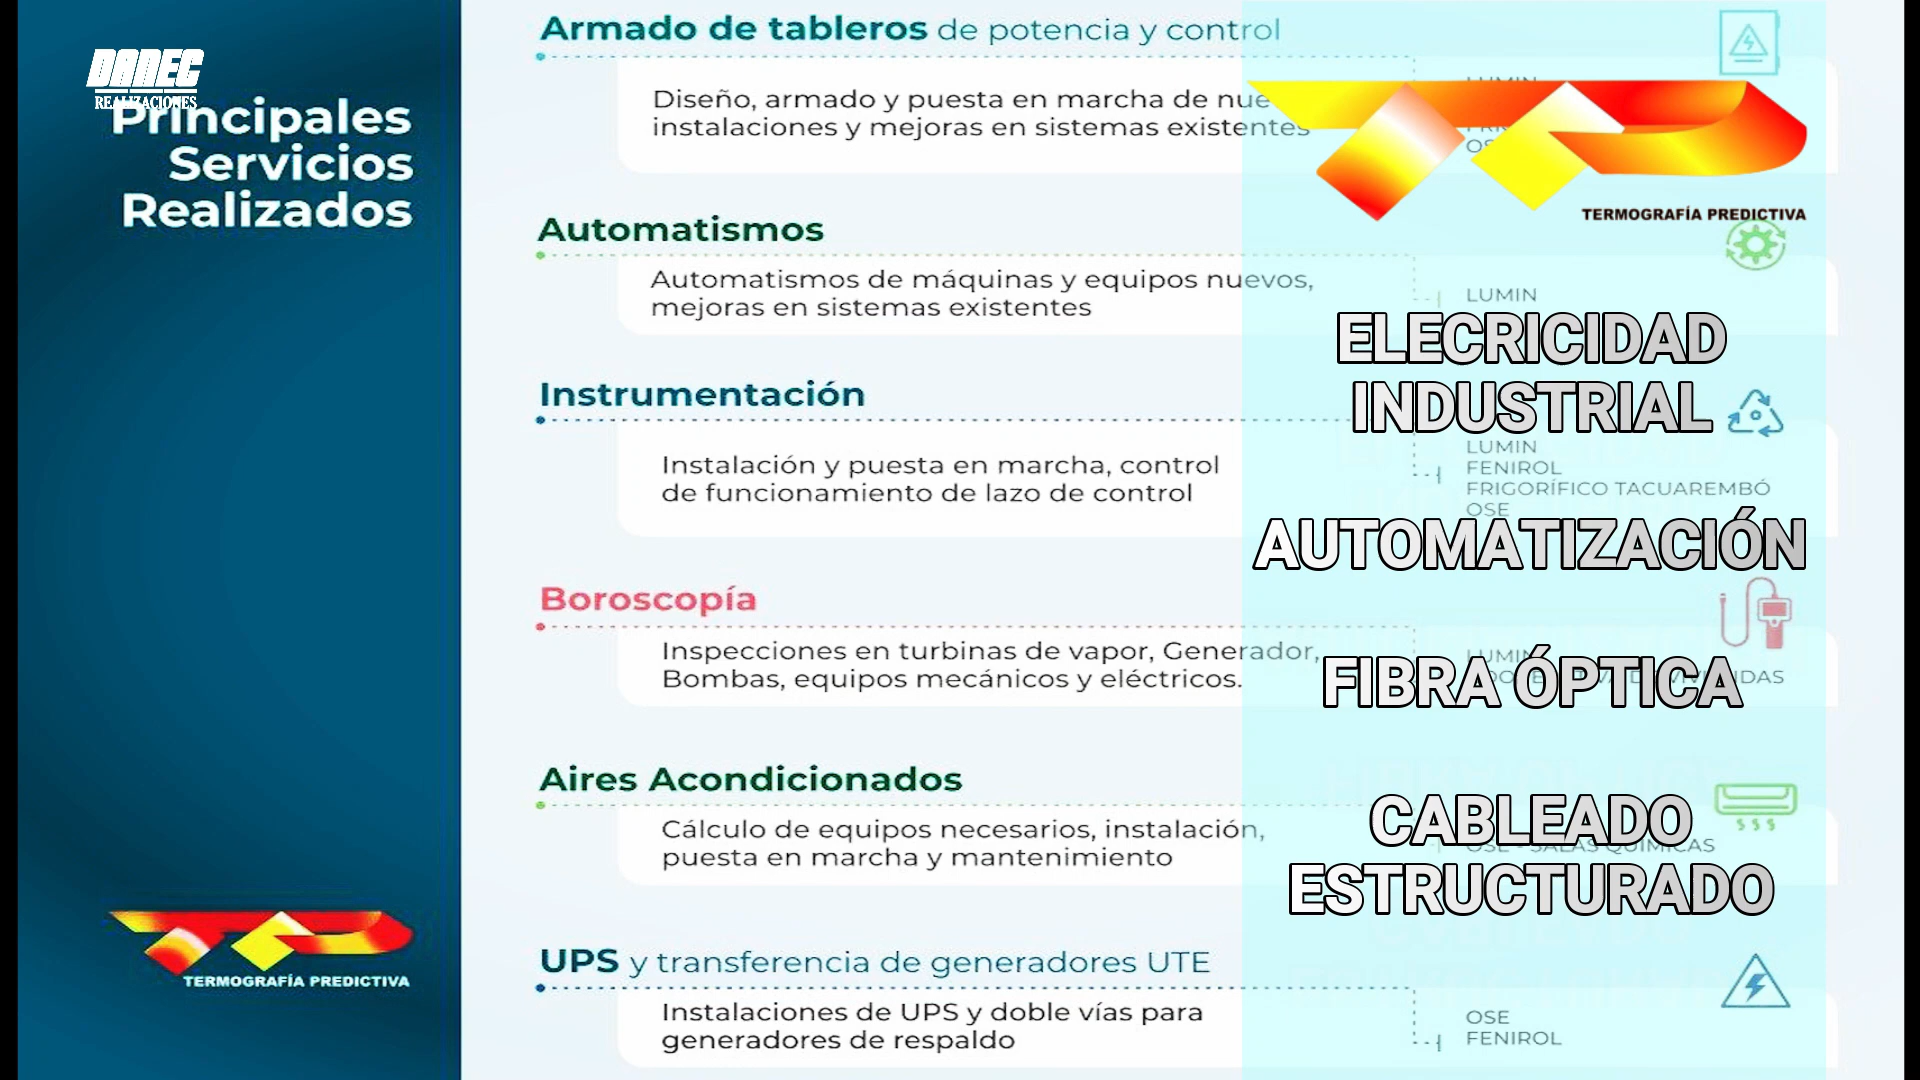 DANEC
REALIZACIONES
Principales
Servicios
Realizados
TERMOGRAFÍA PREDICTIVA
Armado de tableros de potencia y control
Diseño, armado y puesta en marcha de nue
instalaciones y mejoras en sistemas existentes
LUMIN
Automatismos
Automatismos de máquinas y equipos nuevos,
mejoras en sistemas existentes
LUMIN
Instrumentación
Instalación y puesta en marcha, control
de funcionamiento de lazo de control
LUMIN
FENIROL
FRIGORÍFICO TACUAREMBÓ
OSE
Boroscopía
Inspecciones en turbinas de vapor, Generador,
Bombas, equipos mecánicos y eléctricos.
LUMIN
Aires Acondicionados
Cálculo de equipos necesarios, instalación,
puesta en marcha y mantenimiento
OSE - SALAS QUÍMICAS
UPS y transferencia de generadores UTE
Instalaciones de UPS y doble vías para
generadores de respaldo
OSE
FENIROL
TERMOGRAFÍA PREDICTIVA
ELECRICIDAD
INDUSTRIAL
AUTOMATIZACIÓN
FIBRA ÓPTICA
CABLEADO
ESTRUCTURADO